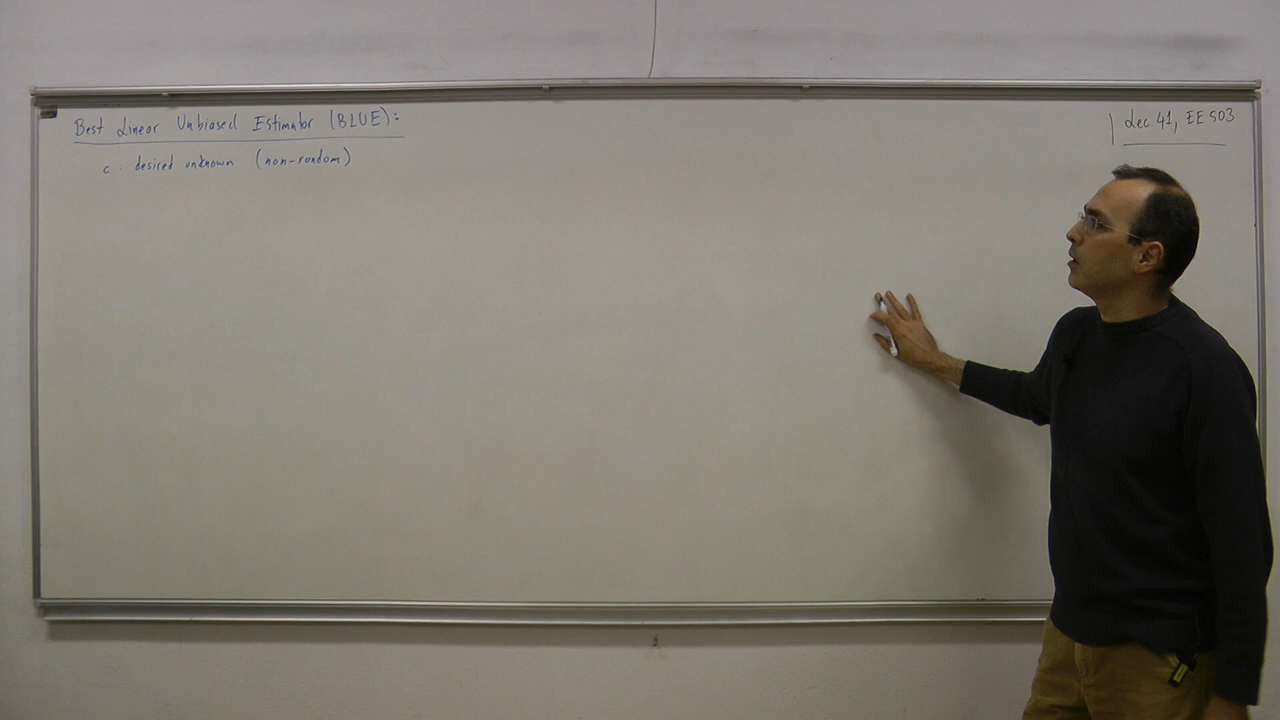 Best Linear Unbiased Estimator (BLUE):
c : desired unknown (non-random)
Lec. 41, EE 503